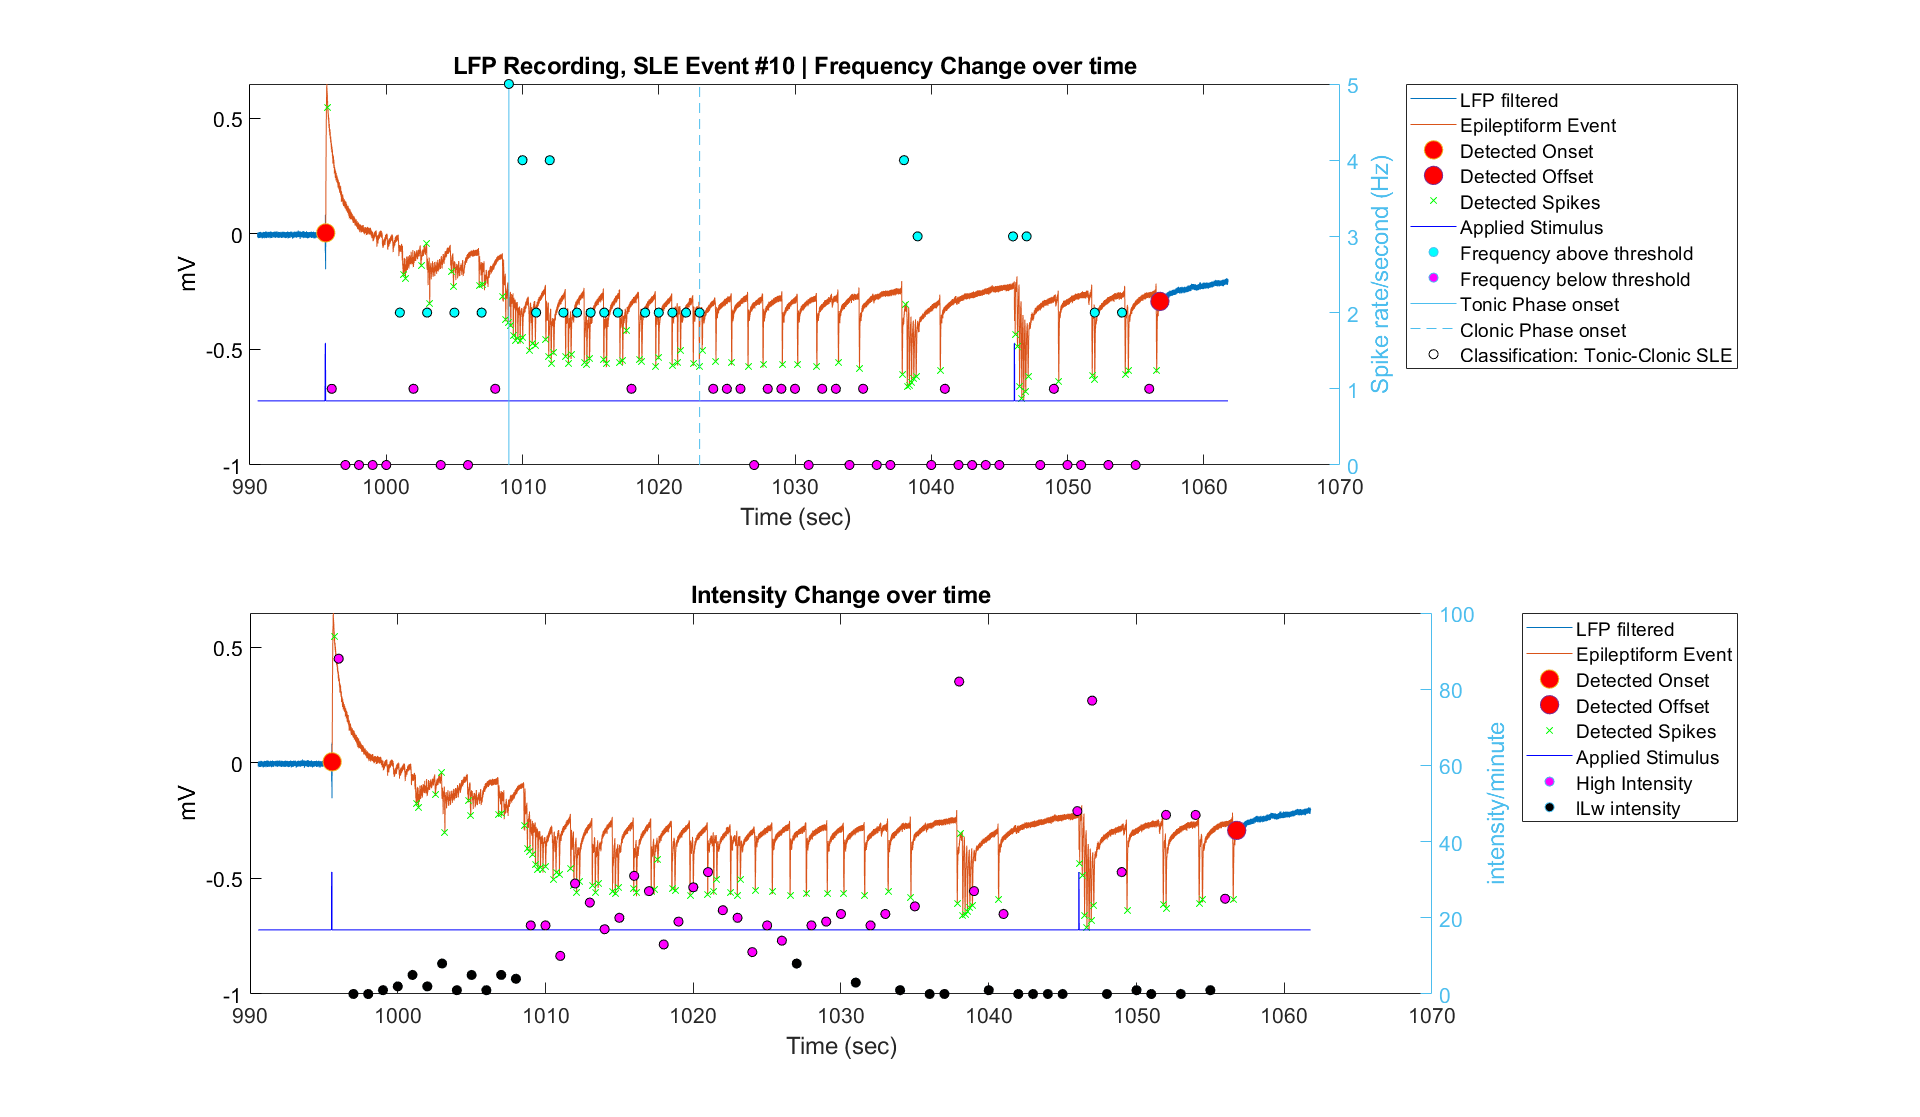 LFP Recording, SLE Event #10 | Frequency Change over time
0.5
0
-0.5
-1
mV
990
1000
1010
1020
1030
1040
1050
1060
1070
Time (sec)
5
4
3
2
1
0
Spike rate/second (Hz)
LFP filtered
Epileptiform Event
Detected Onset
Detected Offset
Detected Spikes
Applied Stimulus
Frequency above threshold
Frequency below threshold
Tonic Phase onset
Clonic Phase onset
Classification: Tonic-Clonic SLE
Intensity Change over time
0.5
0
-0.5
-1
mV
990
1000
1010
1020
1030
1040
1050
1060
1070
Time (sec)
100
80
60
40
20
0
intensity/minute
LFP filtered
Epileptiform Event
Detected Onset
Detected Offset
Detected Spikes
Applied Stimulus
High Intensity
lLw intensity